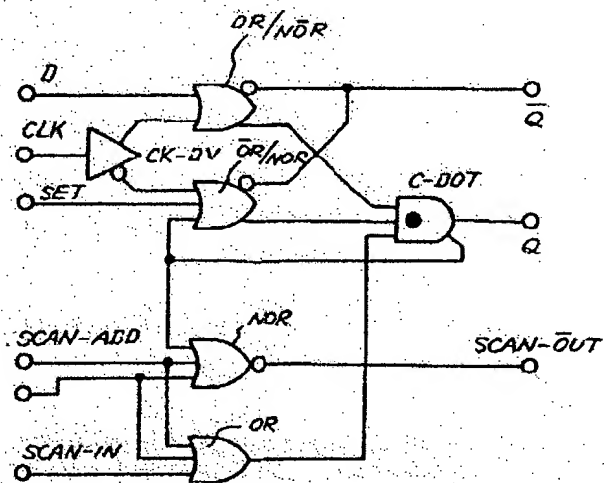 OR/NOR
D
Q̄
CLK
CK-DV
OR/NOR
C-DOT
SET
Q
SCAN-ADD
NOR
SCAN-OUT
OR
SCAN-IN